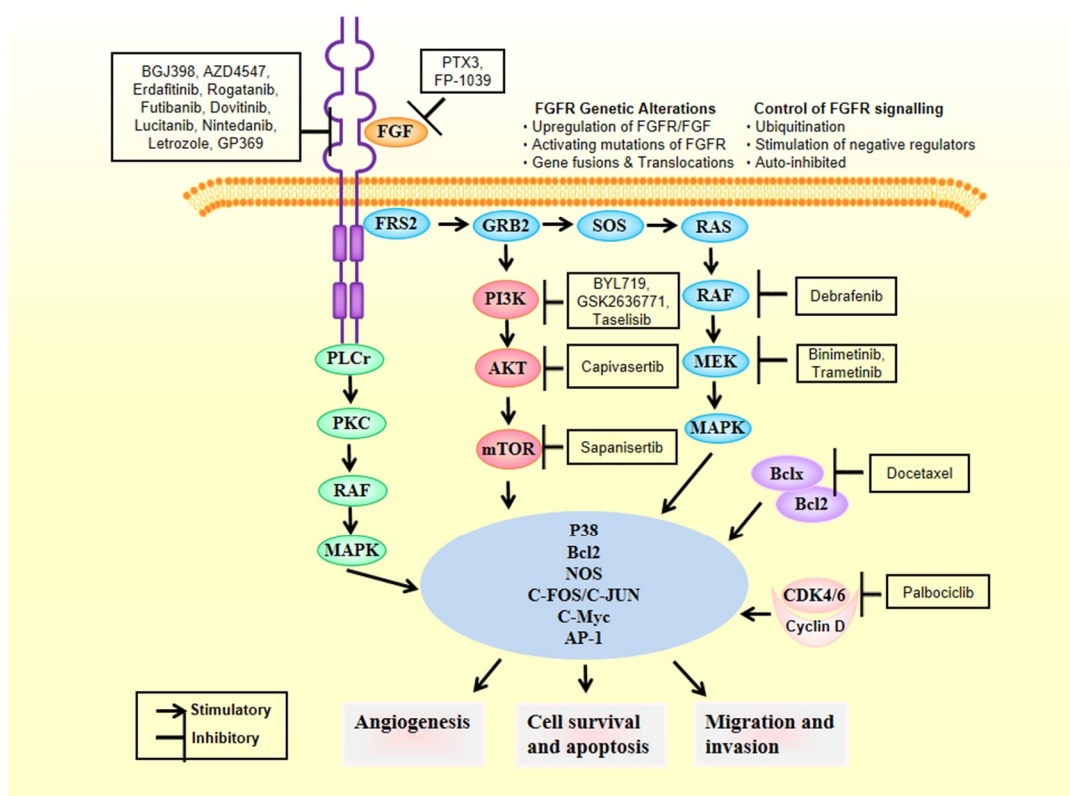 BGJ398, AZD4547,
Erdafitinib, Rogatanib,
Futibanib, Dovitinib,
Lucitanib, Nintedanib,
Letrozole, GP369
PTX3,
FP-1039
FGF
FGFR Genetic Alterations
· Upregulation of FGFR/FGF
· Activating mutations of FGFR
· Gene fusions & Translocations
Control of FGFR signalling
· Ubiquitination
· Stimulation of negative regulators
· Auto-inhibited
FRS2
GRB2
SOS
RAS
PI3K
BYL719,
GSK2636771,
Taselisib
RAF
Debrafenib
PLCr
AKT
Capivasertib
MEK
Binimetinib,
Trametinib
PKC
mTOR
Sapanisertib
MAPK
RAF
Bclx
Bcl2
Docetaxel
MAPK
P38
Bcl2
NOS
C-FOS/C-JUN
C-Myc
AP-1
CDK4/6
Cyclin D
Palbociclib
Stimulatory
Inhibitory
Angiogenesis
Cell survival
and apoptosis
Migration and
invasion